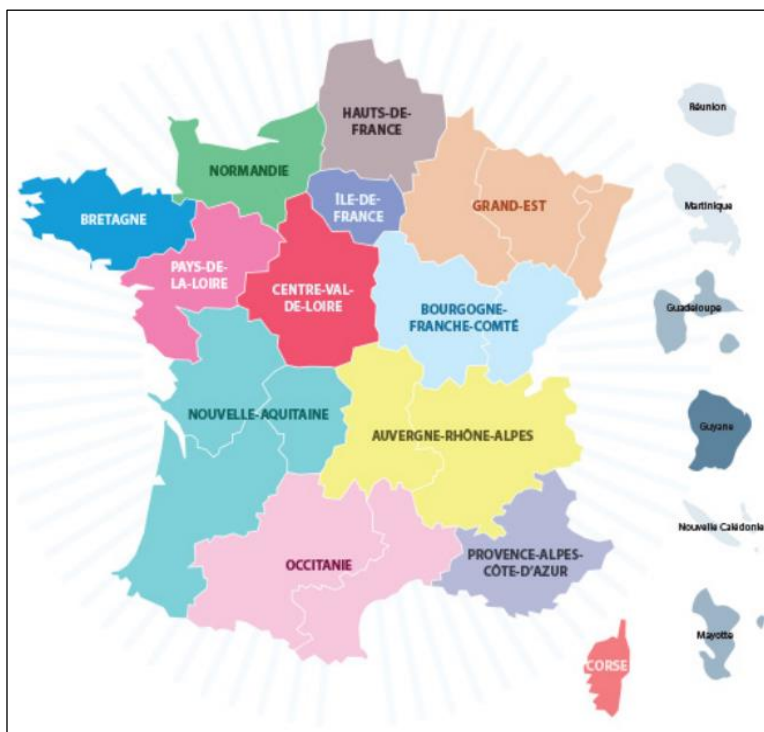 HAUTS-DE-
FRANCE
Réunion
NORMANDIE
ÎLE-DE-
FRANCE
GRAND-EST
Martinique
BRETAGNE
PAYS-DE-
LA-LOIRE
CENTRE-VAL-
DE-LOIRE
BOURGOGNE-
FRANCHE-COMTÉ
Guadeloupe
NOUVELLE-AQUITAINE
AUVERGNE-RHÔNE-ALPES
Guyane
Nouvelle Calédonie
OCCITANIE
PROVENCE-ALPES-
CÔTE-D'AZUR
Mayotte
CORSE